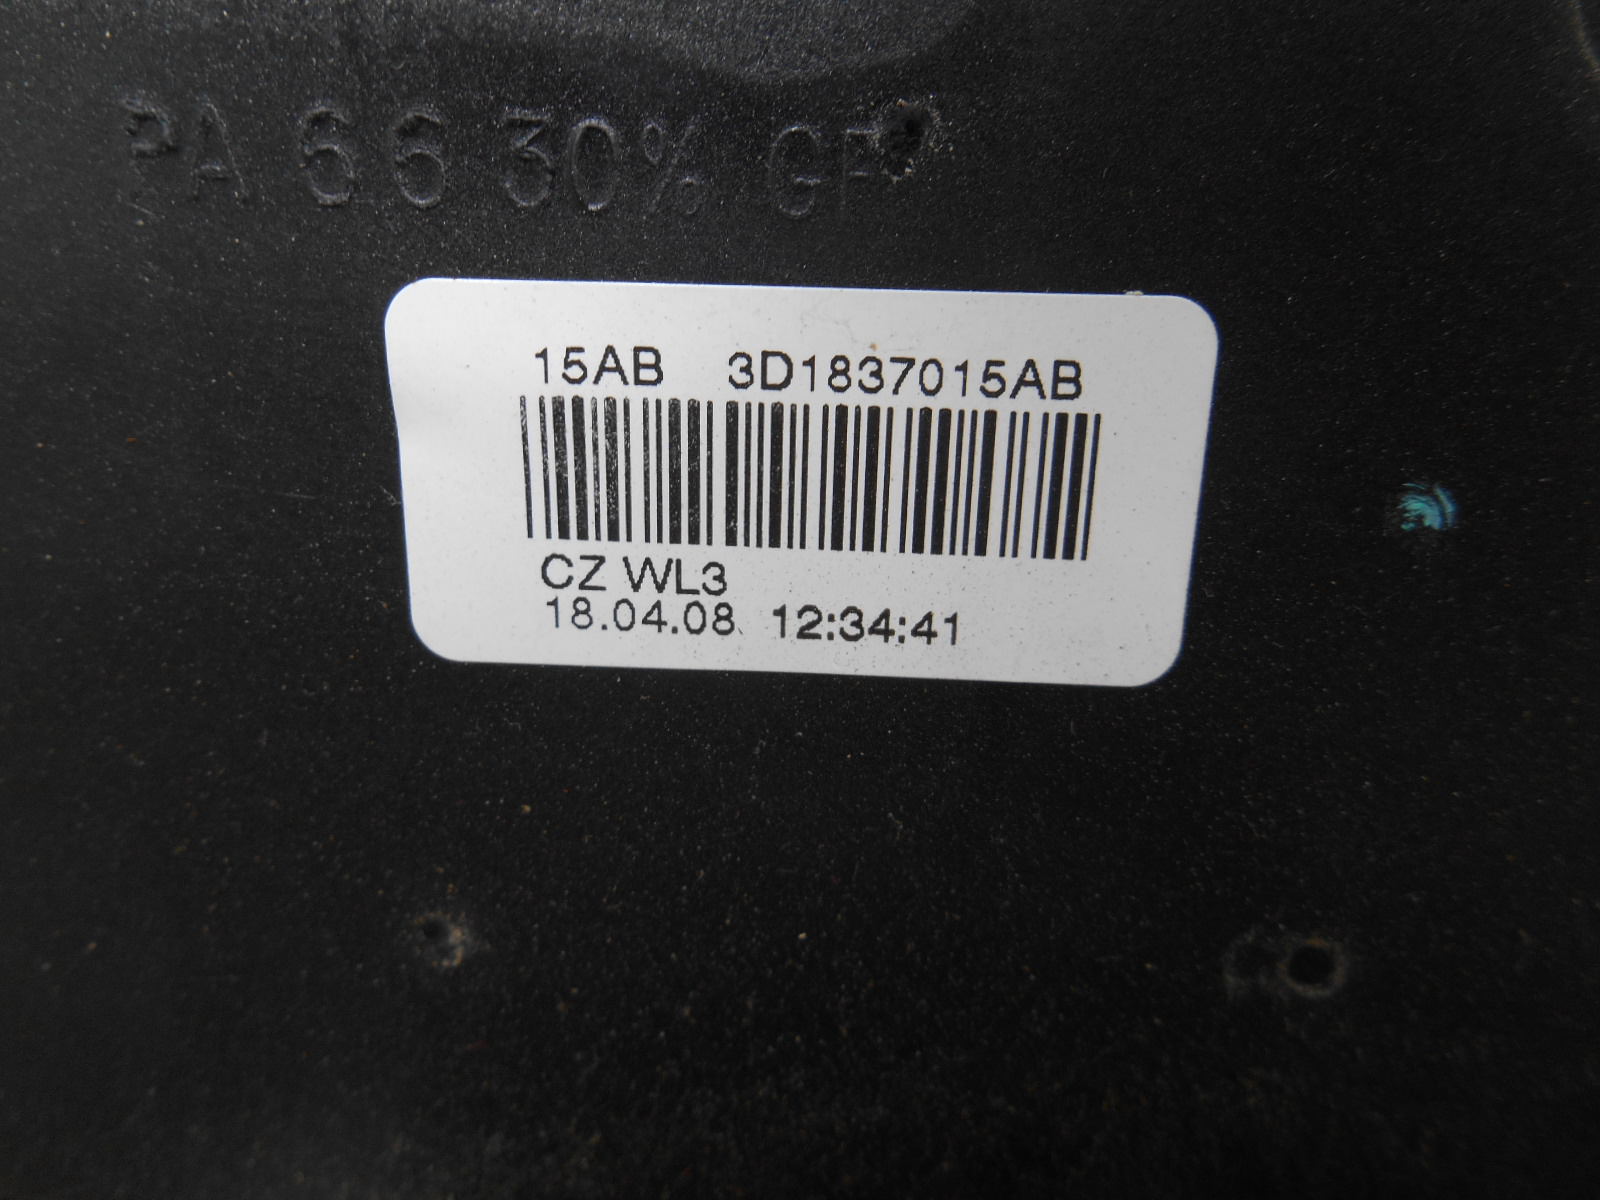 PA 66 30% GF
15AB 3D1837015AB
CZ WL3
18.04.08 12:34:41